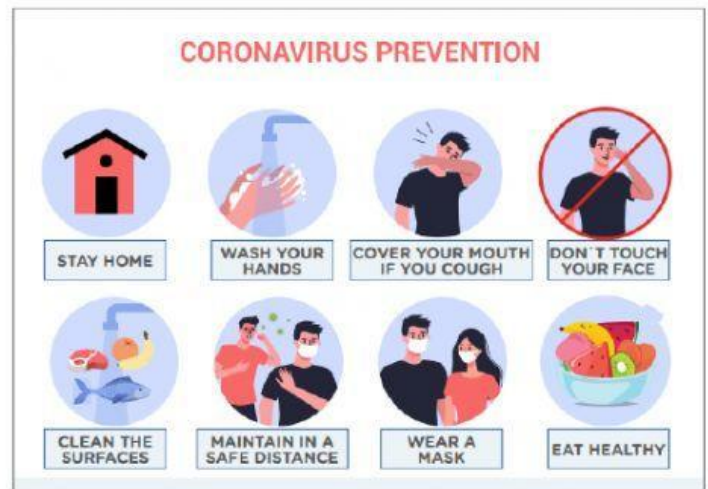 CORONAVIRUS PREVENTION
STAY HOME
WASH YOUR
HANDS
COVER YOUR MOUTH
IF YOU COUGH
DON´T TOUCH
YOUR FACE
CLEAN THE
SURFACES
MAINTAIN IN A
SAFE DISTANCE
WEAR A
MASK
EAT HEALTHY